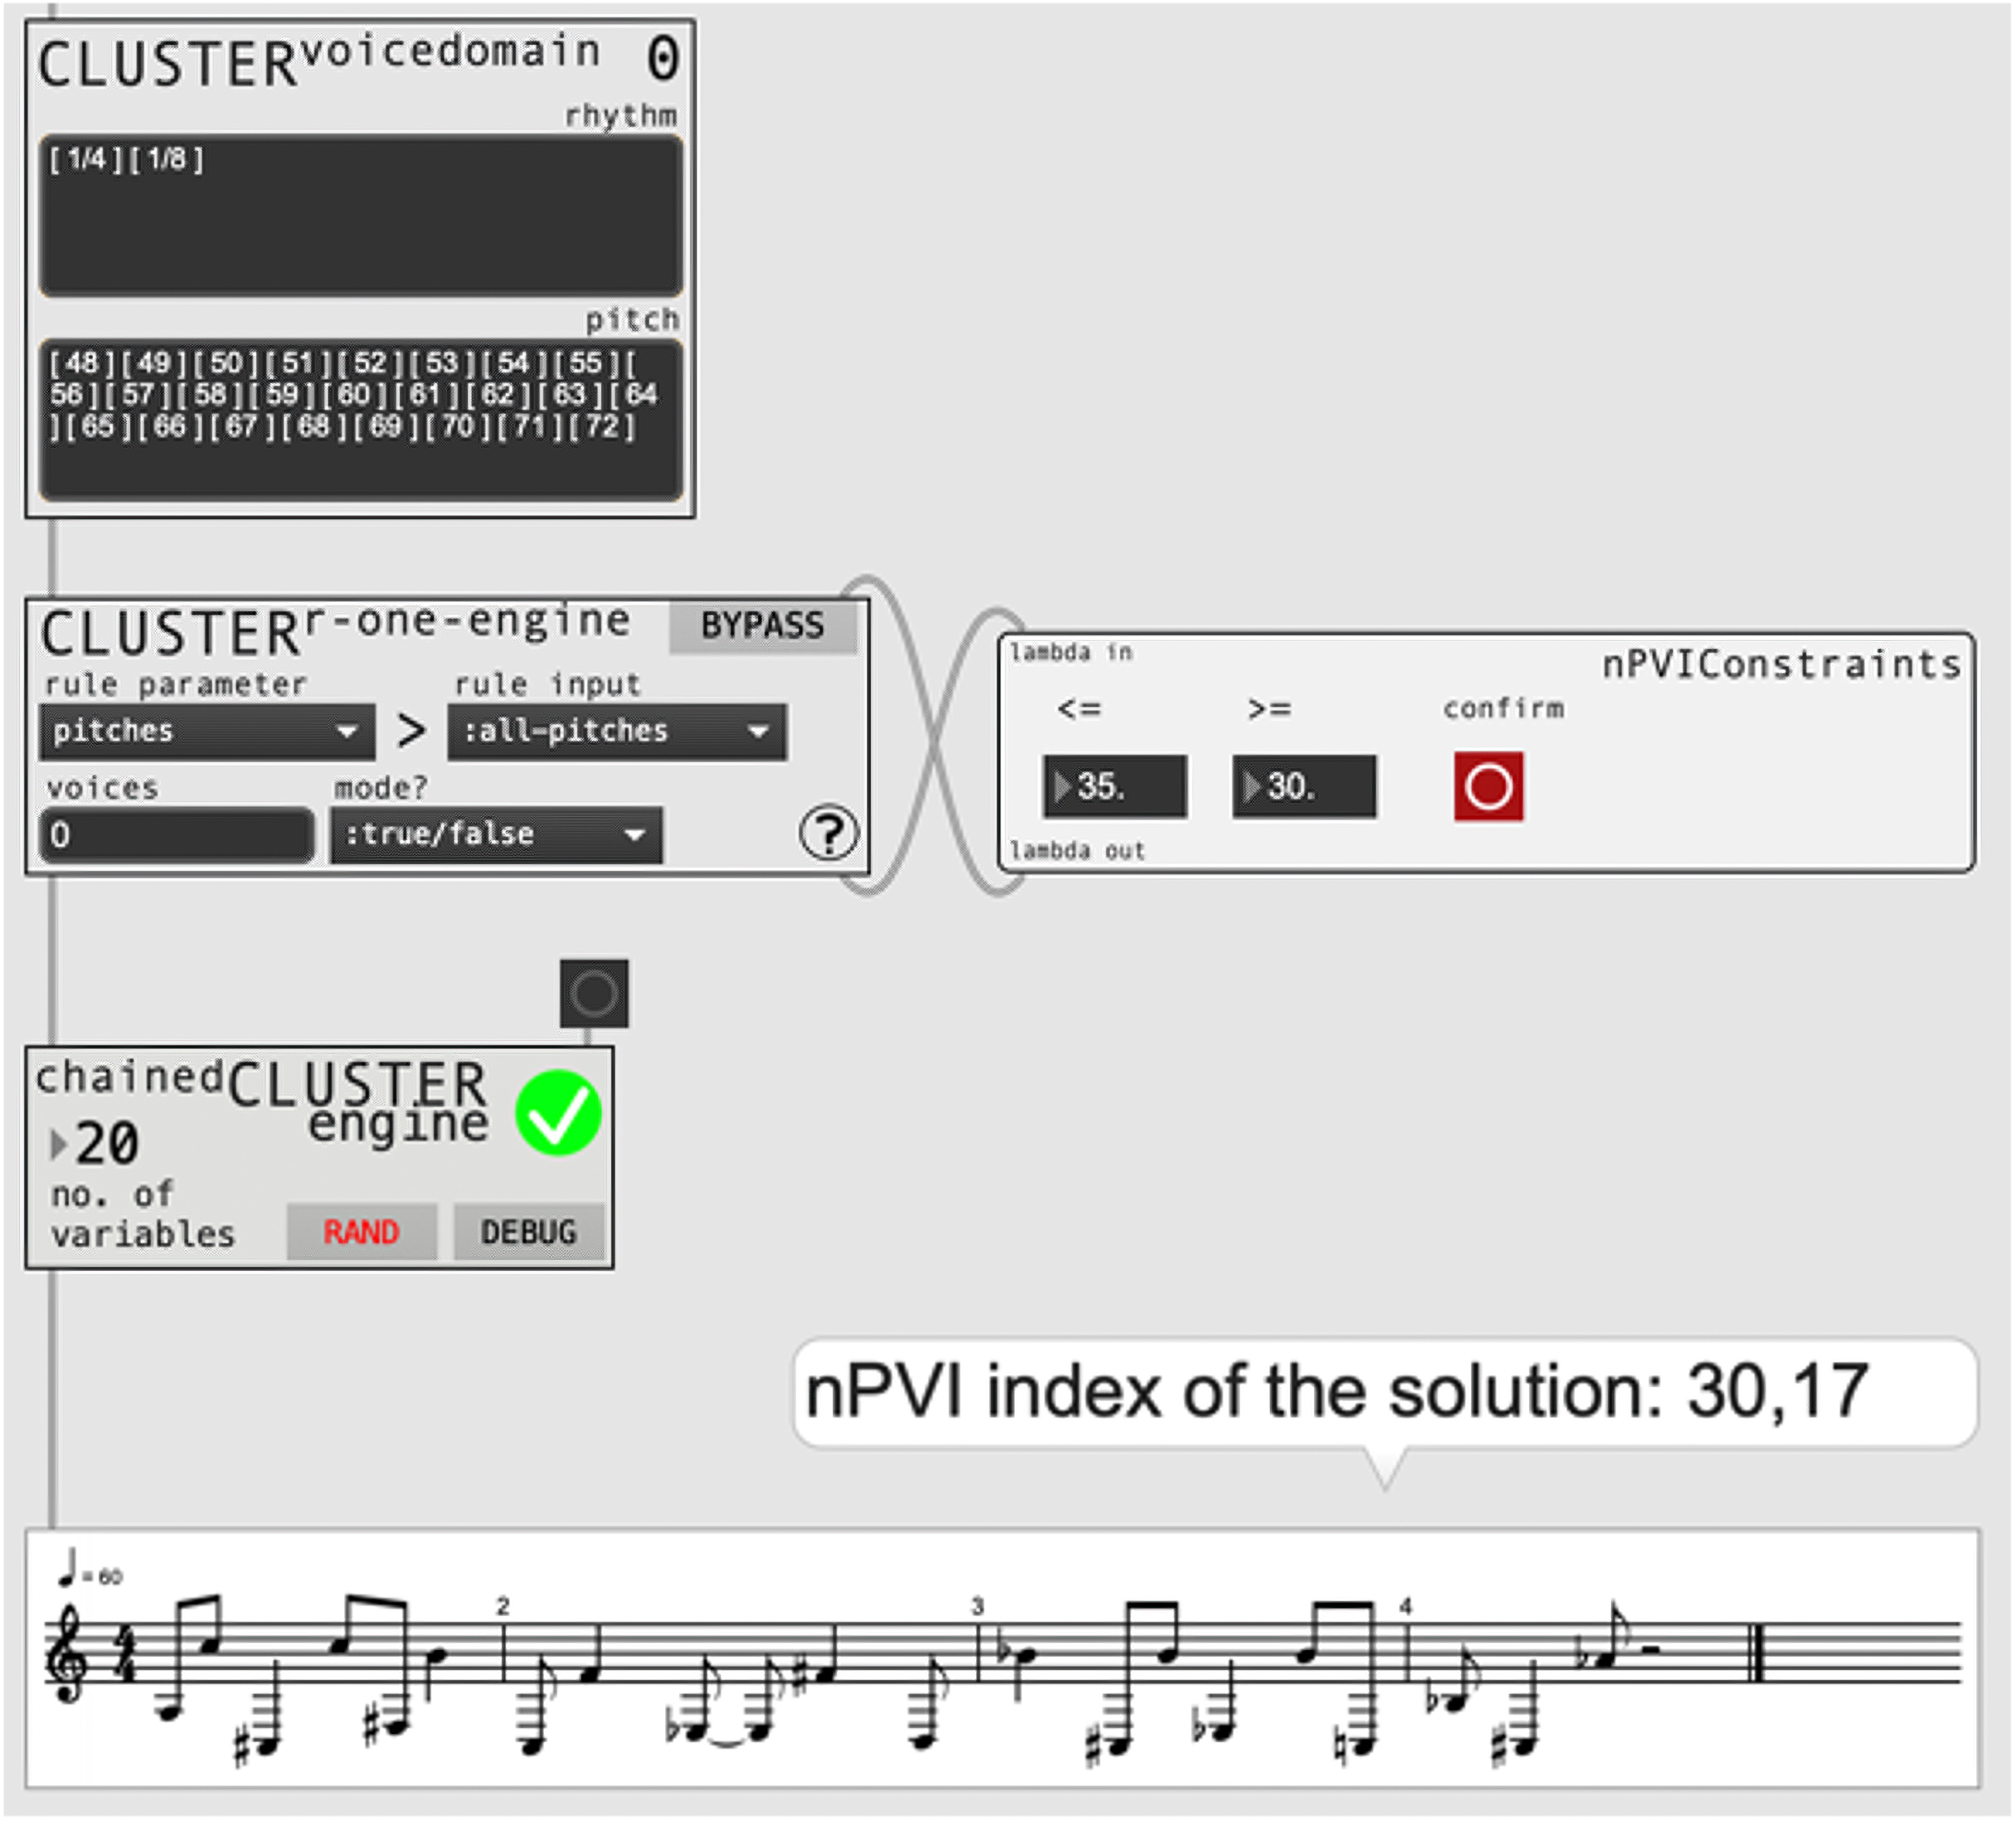 CLUSTERvoicedomain 0
rhythm
[ 1/4 ] [ 1/8 ]
pitch
[ 48 ] [ 49 ] [ 50 ] [ 51 ] [ 52 ] [ 53 ] [ 54 ] [ 55 ] [
56 ] [ 57 ] [ 58 ] [ 59 ] [ 60 ] [ 61 ] [ 62 ] [ 63 ] [ 64
] [ 65 ] [ 66 ] [ 67 ] [ 68 ] [ 69 ] [ 70 ] [ 71 ] [ 72 ]
CLUSTERr-one-engine BYPASS
rule parameter rule input
pitches > :all-pitches
voices mode?
0 :true/false ?
lambda in
nPVIConstraints
<= >= confirm
35. 30.
lambda out
chainedCLUSTER
engine
20
no. of
variables RAND DEBUG
nPVI index of the solution: 30,17
= 60
2 3 4
4
4